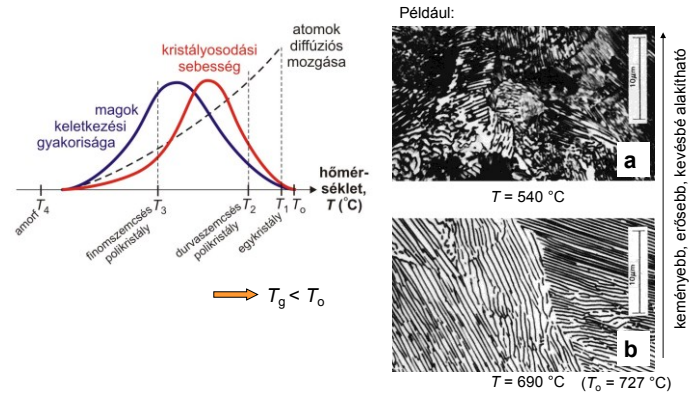 atomok
diffúziós
mozgása
kristályosodási
sebesség
magok
keletkezési
gyakorisága
hőmér-
séklet,
T (°C)
T₄
T₃
T₂
T₁
Tₒ
amorf
finomszemcsés
polikristály
durvaszemcsés
polikristály
egykristály
T_g < Tₒ
Például:
10μm
a
T = 540 °C
10μm
b
T = 690 °C
(Tₒ = 727 °C)
keményebb, erősebb, kevésbé alakítható